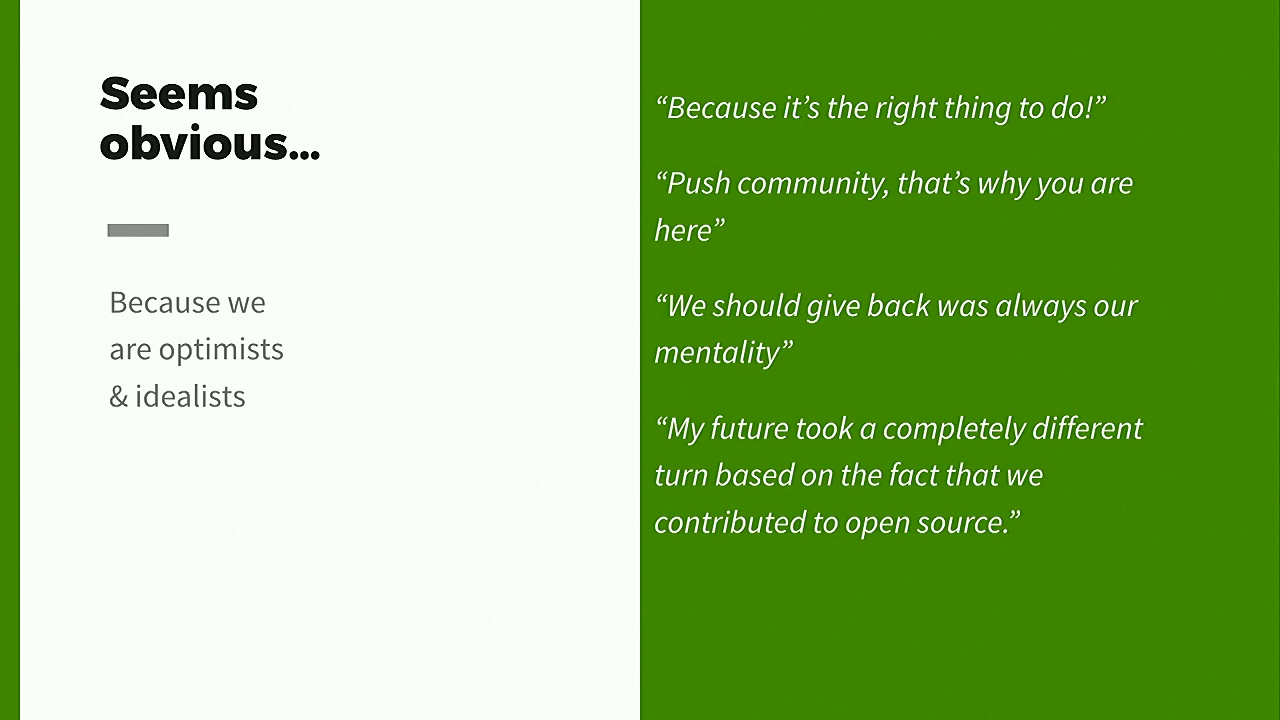 Seems
obvious...
Because we
are optimists
& idealists
“Because it’s the right thing to do!”
“Push community, that’s why you are
here”
“We should give back was always our
mentality”
“My future took a completely different
turn based on the fact that we
contributed to open source.”